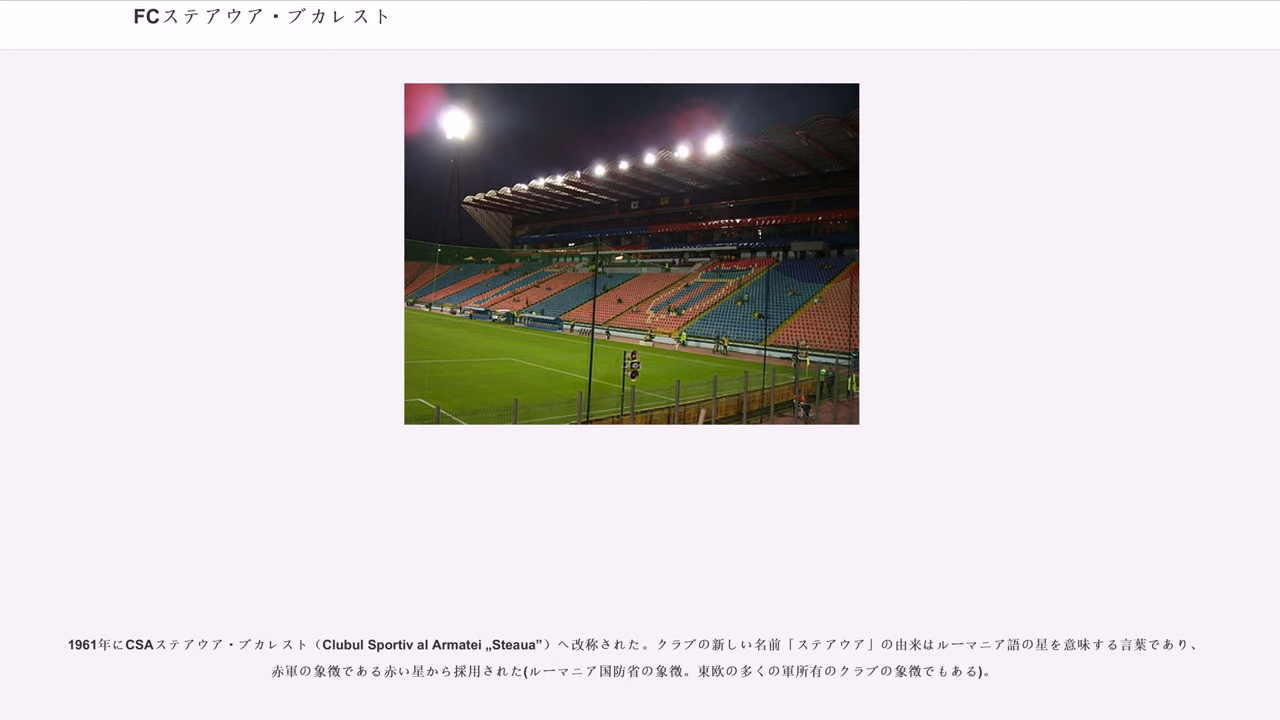 FCステアウア・ブカレスト
1961年にCSAステアウア・ブカレスト（Clubul Sportiv al Armatei „Steaua”）へ改称された。クラブの新しい名前「ステアウア」の由来はルーマニア語の星を意味する言葉であり、
赤軍の象徴である赤い星から採用された(ルーマニア国防省の象徴。東欧の多くの軍所有のクラブの象徴でもある)。